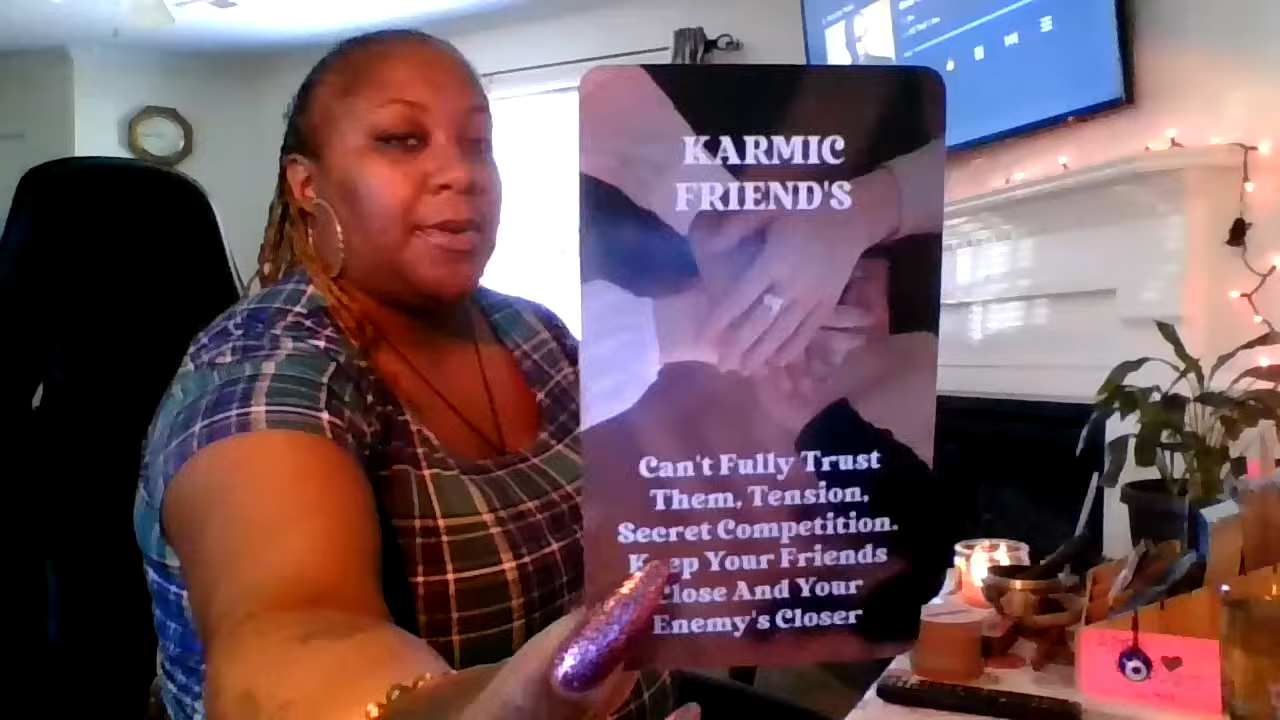 KARMIC
FRIEND'S
Can't Fully Trust
Them, Tension,
Secret Competition.
Keep Your Friends
Close And Your
Enemy's Closer